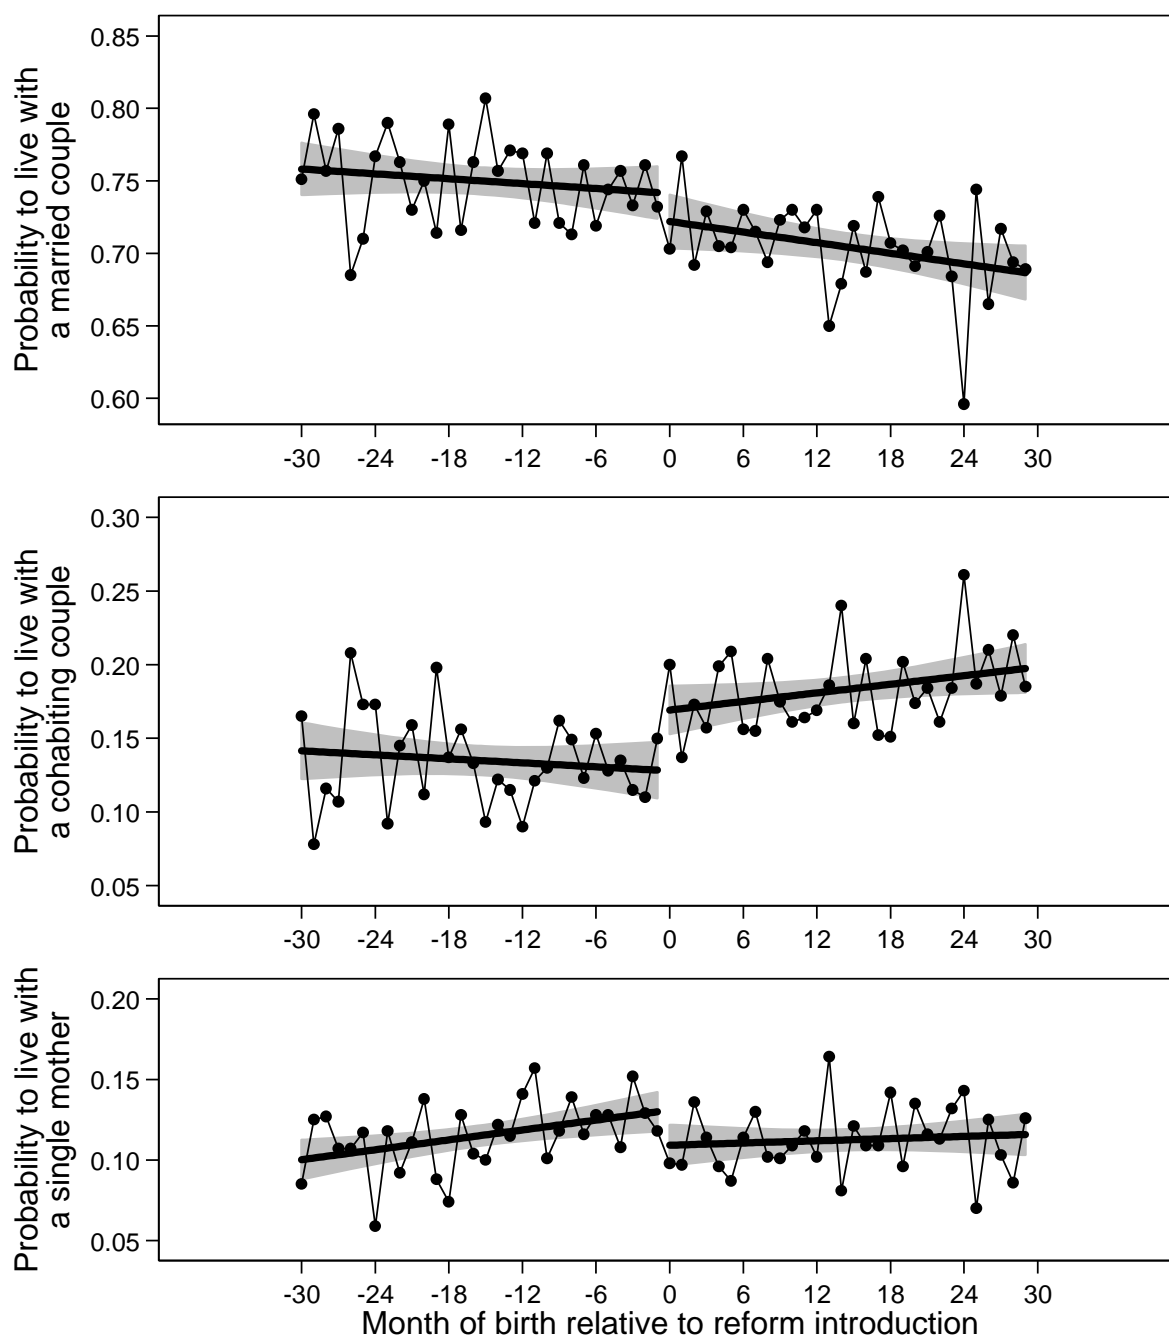 Probability to live with
a married couple
0.85
0.80
0.75
0.70
0.65
0.60
-30 -24 -18 -12 -6 0 6 12 18 24 30
Probability to live with
a cohabiting couple
0.30
0.25
0.20
0.15
0.10
0.05
-30 -24 -18 -12 -6 0 6 12 18 24 30
Probability to live with
a single mother
0.20
0.15
0.10
0.05
-30 -24 -18 -12 -6 0 6 12 18 24 30
Month of birth relative to reform introduction